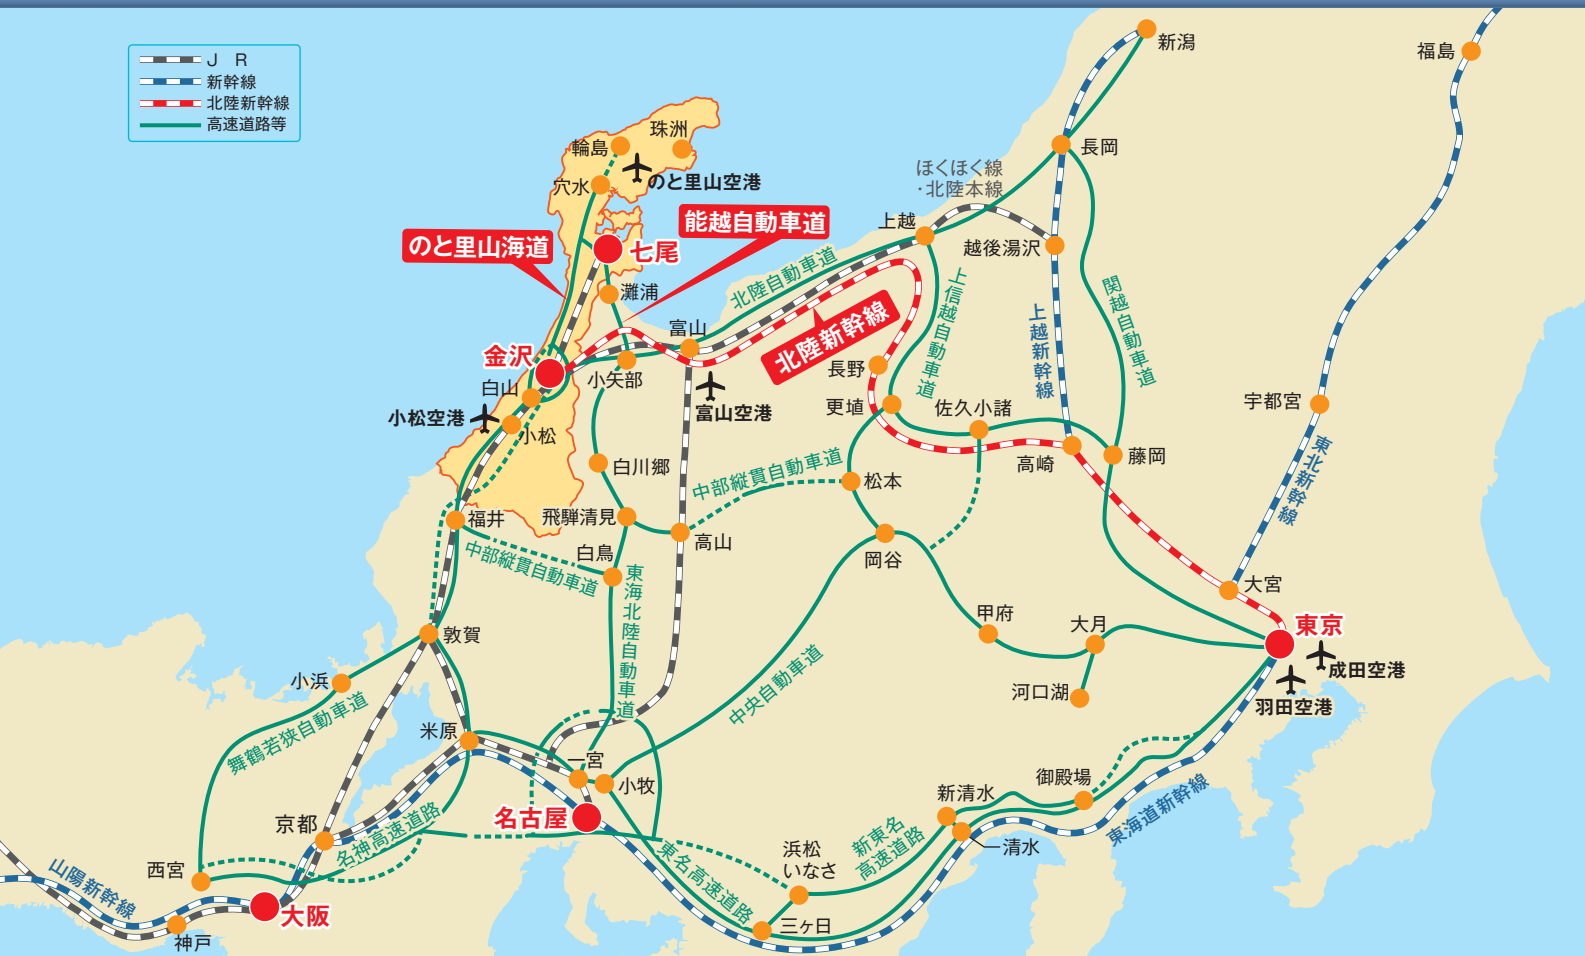 J R
新幹線
北陸新幹線
高速道路等
新潟
福島
珠洲
輪島
長岡
穴水
のと里山空港
ほくほく線
・北陸本線
能越自動車道
上越
のと里山海道
七尾
越後湯沢
北陸自動車道
上信越自動車道
関越自動車道
灘浦
上越新幹線
北陸新幹線
富山
金沢
小矢部
長野
白山
富山空港
更埴
佐久小諸
宇都宮
小松空港
小松
高崎
藤岡
東北新幹線
白川郷
中部縦貫自動車道
松本
福井
飛騨清見
高山
中部縦貫自動車道
白鳥
岡谷
東海北陸自動車道
大宮
甲府
大月
東京
敦賀
成田空港
小浜
河口湖
羽田空港
舞鶴若狭自動車道
中央自動車道
米原
一宮
小牧
御殿場
新清水
名古屋
東海道新幹線
京都
名神高速道路
新東名
高速道路
清水
浜松
いなさ
東名高速道路
西宮
山陽新幹線
大阪
三ヶ日
神戸